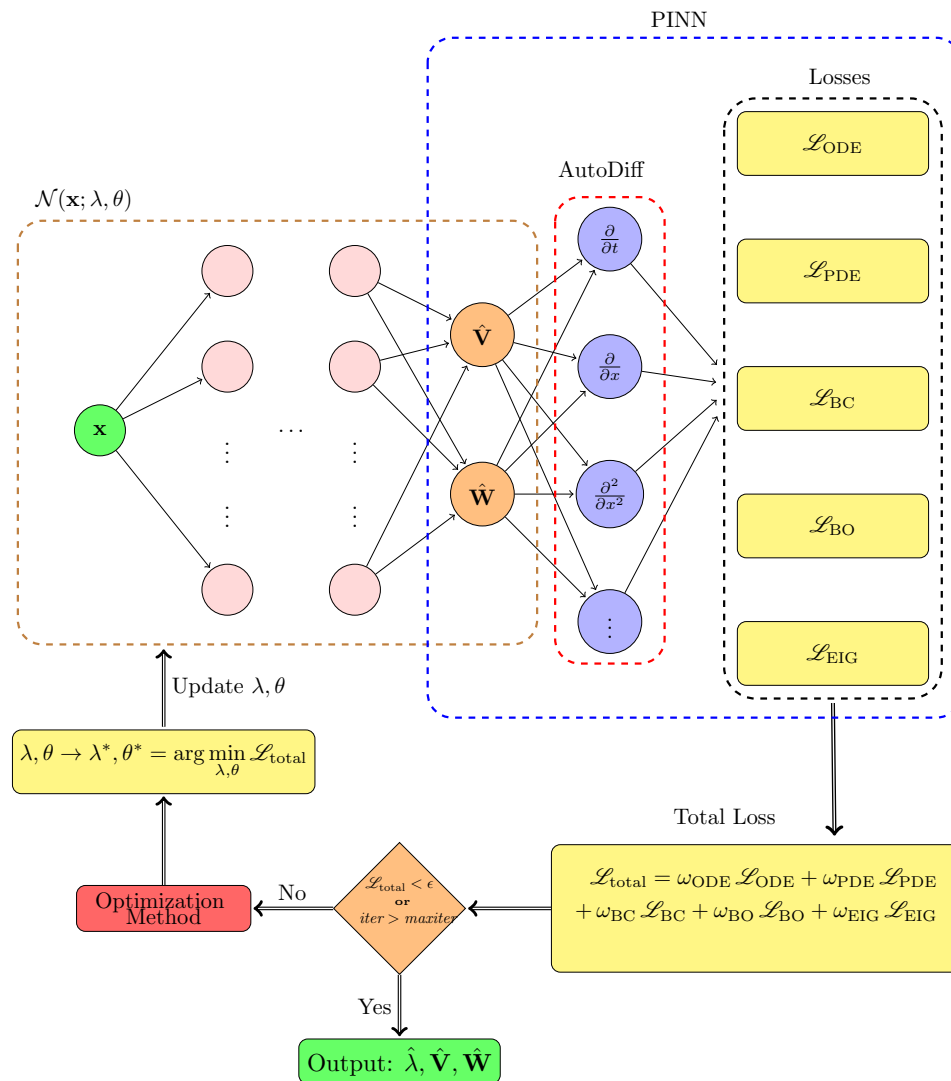 PINN
Losses
ℒ_ODE
AutoDiff
𝒩(x; λ, θ)
∂/∂t
ℒ_PDE
V̂
∂/∂x
ℒ_BC
x
⋯
⋮ ⋮
Ŵ
∂²/∂x²
⋮ ⋮
ℒ_BO
⋮
ℒ_EIG
Update λ, θ
λ, θ → λ*, θ* = arg min ℒ_total
λ,θ
Total Loss
ℒ_total = ω_ODE ℒ_ODE + ω_PDE ℒ_PDE
+ ω_BC ℒ_BC + ω_BO ℒ_BO + ω_EIG ℒ_EIG
ℒ_total < ϵ
or
iter > maxiter
No
Optimization
Method
Yes
Output: λ̂, V̂, Ŵ